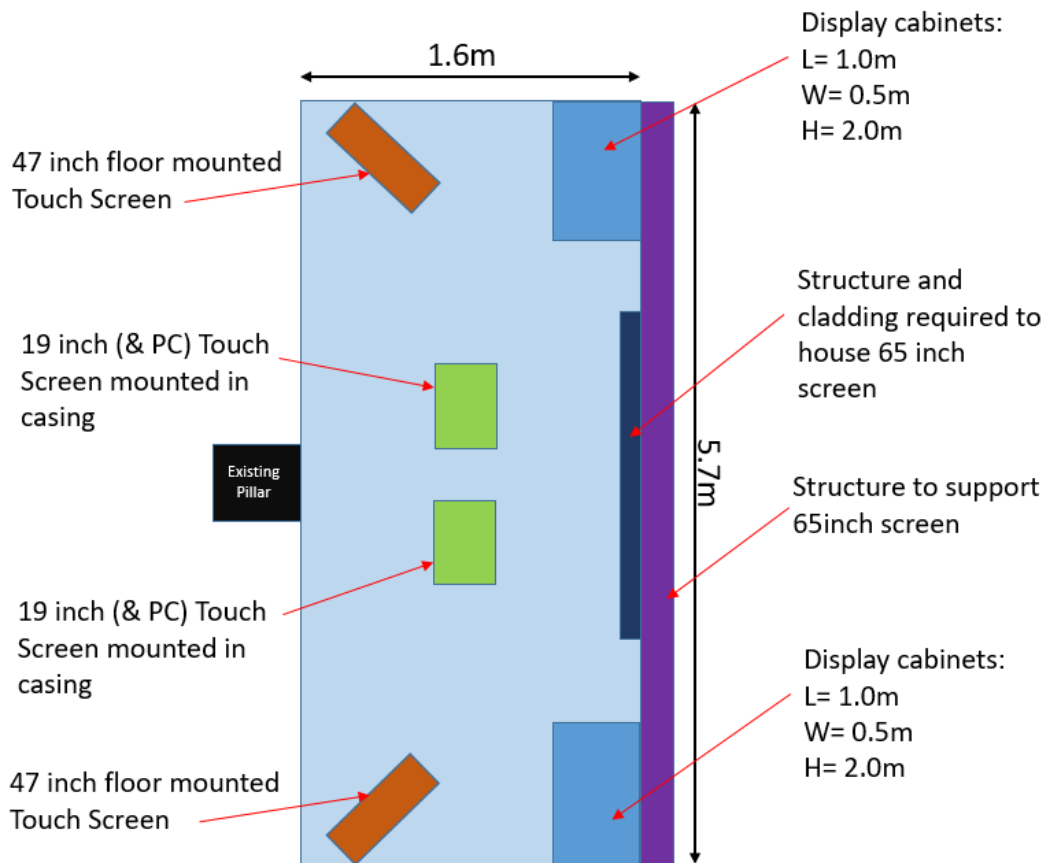 Display cabinets:
L= 1.0m
W= 0.5m
H= 2.0m
1.6m
47 inch floor mounted
Touch Screen
Structure and
cladding required to
house 65 inch
screen
19 inch (& PC) Touch
Screen mounted in
casing
5.7m
Existing
Pillar
Structure to support
65inch screen
19 inch (& PC) Touch
Screen mounted in
casing
Display cabinets:
L= 1.0m
W= 0.5m
H= 2.0m
47 inch floor mounted
Touch Screen